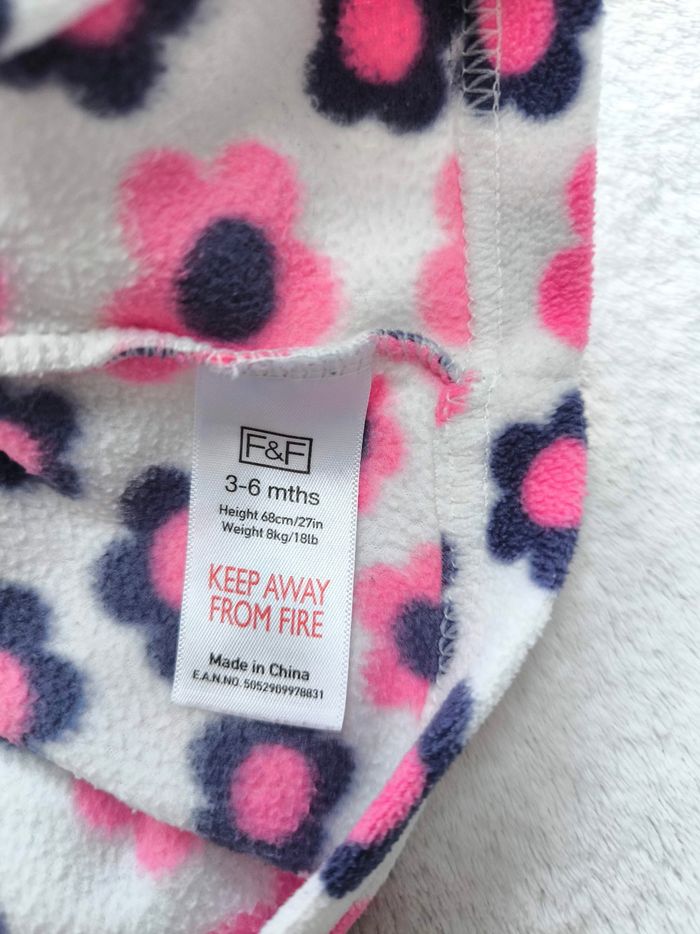 F&F
3-6 mths
Height 68cm/27in
Weight 8kg/18lb
KEEP AWAY
FROM FIRE
Made in China
E.A.N.NO. 5052909978831